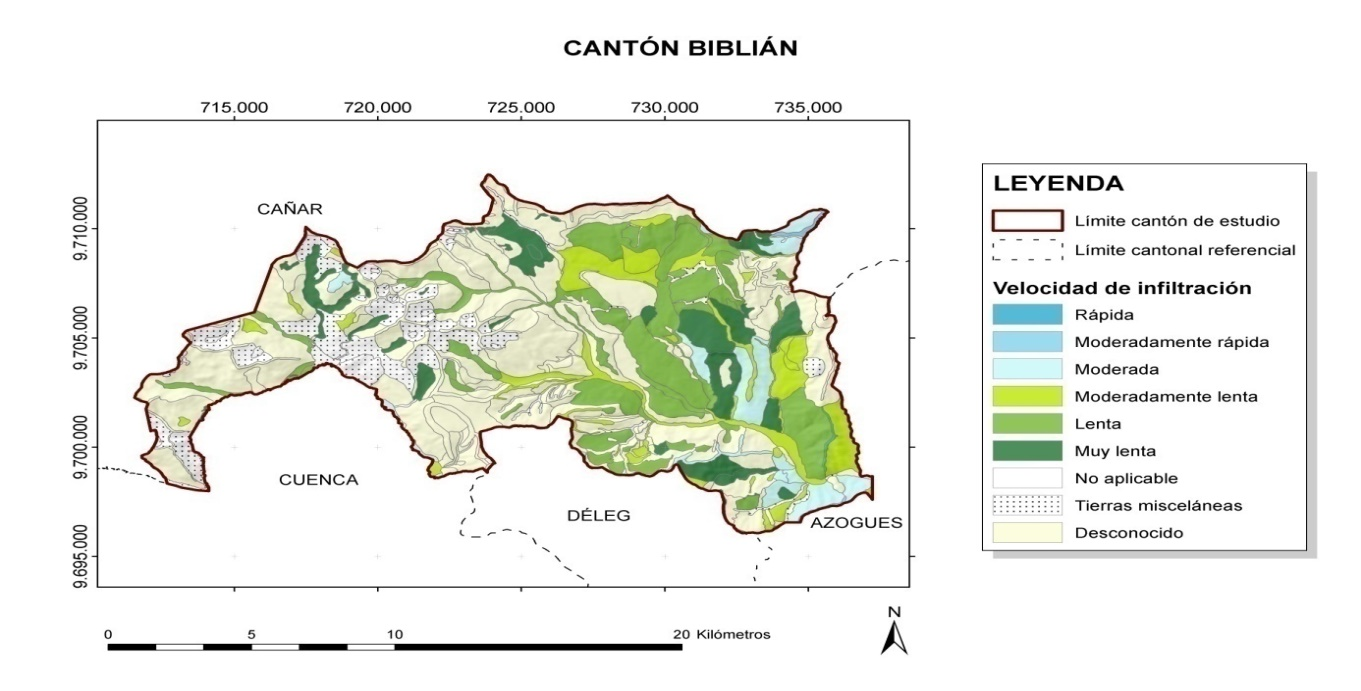 CANTÓN BIBLIÁN
715.000 720.000 725.000 730.000 735.000
9.710.000
9.705.000
9.700.000
9.695.000
CAÑAR
CUENCA
DÉLEG
AZOGUES
0 5 10 20 Kilómetros
N
LEYENDA
Límite cantón de estudio
Límite cantonal referencial
Velocidad de infiltración
Rápida
Moderadamente rápida
Moderada
Moderadamente lenta
Lenta
Muy lenta
No aplicable
Tierras misceláneas
Desconocido